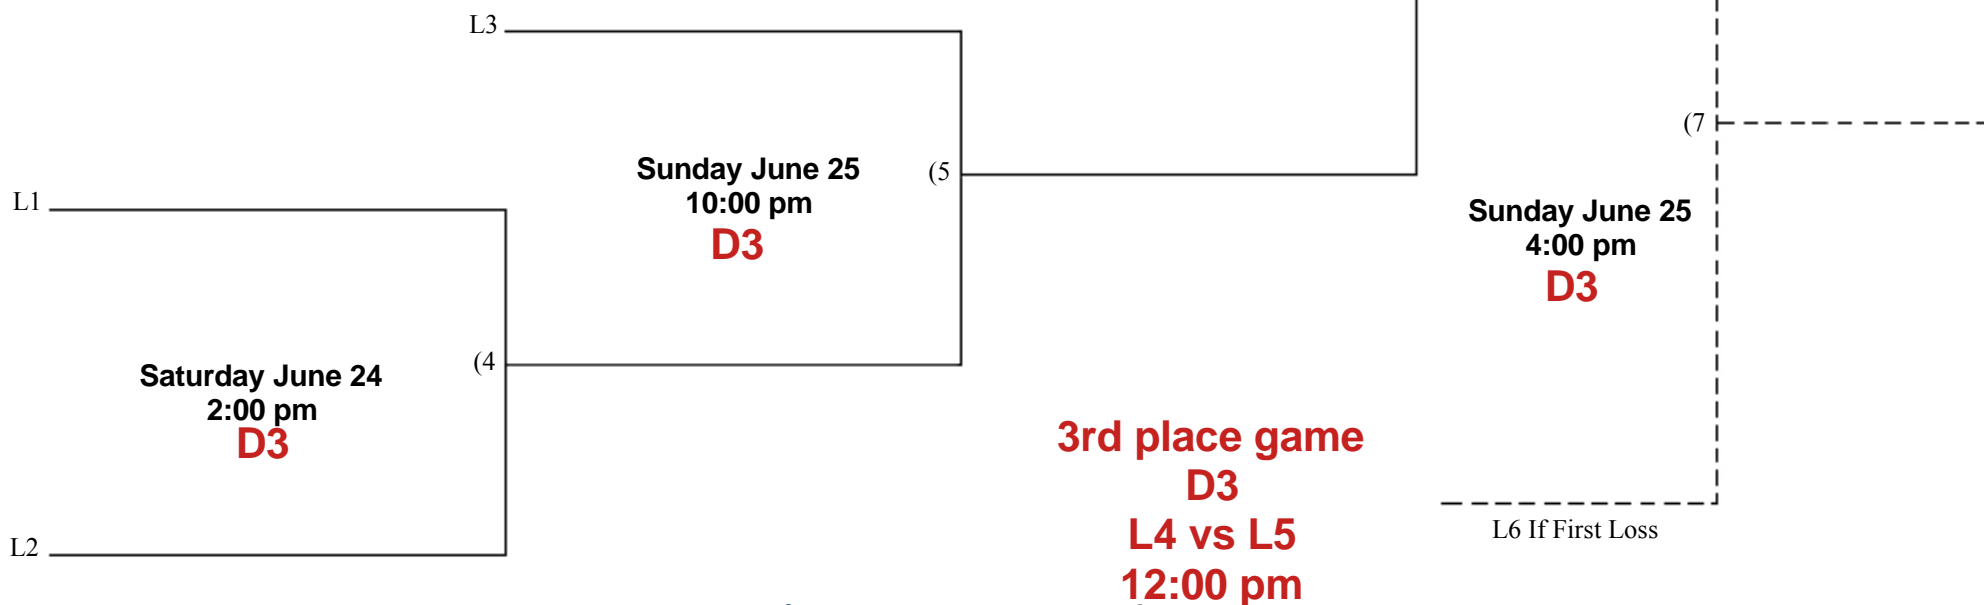 L3
(7
Sunday June 25
10:00 pm
D3
(5
L1
Sunday June 25
4:00 pm
D3
(4
Saturday June 24
2:00 pm
D3
3rd place game
D3
L4 vs L5
12:00 pm
L6 If First Loss
L2